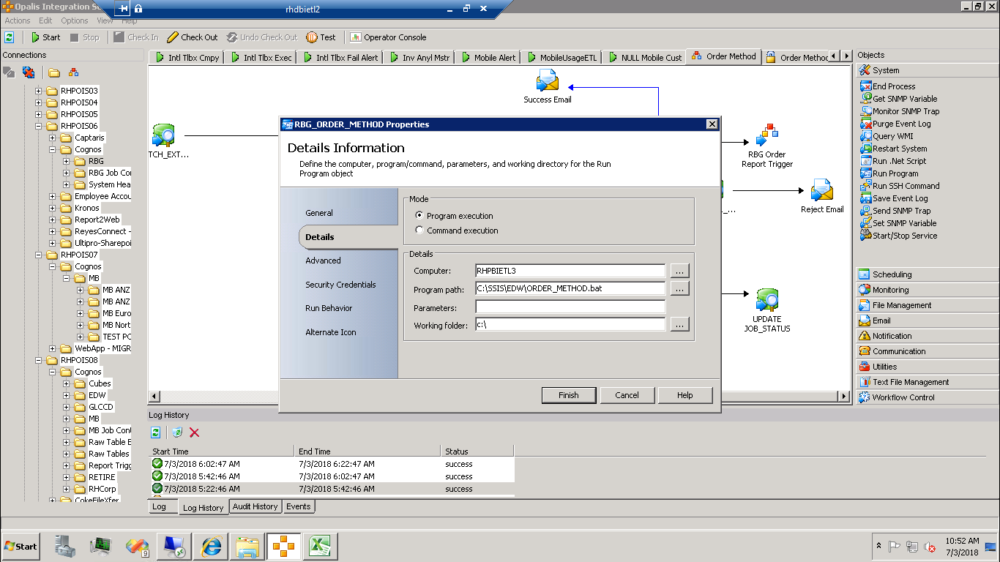 Opalis Integration Se
rhdbietl2
Actions Edit Options View Help
Start Stop Check In Check Out Undo Check Out Test Operator Console
Connections
Intl Tlbx Cmpy Intl Tlbx Exec Intl Tlbx Fail Alert Inv Anyl Mstr Mobile Alert MobileUsageETL NULL Mobile Cust Order Method Order Method
Objects
System
RHPOIS03
RHPOIS04
RHPOIS05
RHPOIS06
Captaris
Cognos
RBG
RBG Job Cor
System Hea
Employee Accou
Kronos
Report2Web
ReyesConnect -
Ultipro-Sharepoi
RHPOIS07
Cognos
MB
MB ANZ
MB ANZ
MB Euro
MB Nort
TEST PC
WebApp - MIGR
RHPOIS08
Cognos
Cubes
EDW
GLCCD
MB
MB Job Cont
Raw Table E
Raw Tables
Report Trigg
RETIRE
RHCorp
CokeFileXfer
Success Email
TCH_EXT...
RBG Order
Report Trigger
_...
Reject Email
UPDATE
JOB_STATUS
RBG_ORDER_METHOD Properties
Details Information
Define the computer, program/command, parameters, and working directory for the Run
Program object
General
Details
Advanced
Security Credentials
Run Behavior
Alternate Icon
Mode
Program execution
Command execution
Details
Computer: RHPBIETL3 ...
Program path: C:\SSIS\EDW\ORDER_METHOD.bat ...
Parameters:
Working folder: c:\ ...
Finish Cancel Help
End Process
Get SNMP Variable
Monitor SNMP Trap
Purge Event Log
Query WMI
Restart System
Run .Net Script
Run Program
Run SSH Command
Save Event Log
Send SNMP Trap
Set SNMP Variable
Start/Stop Service
Scheduling
Monitoring
File Management
Email
Notification
Communication
Utilities
Text File Management
Workflow Control
Log History
Start Time End Time Status
7/3/2018 6:02:47 AM 7/3/2018 6:22:47 AM success
7/3/2018 5:42:46 AM 7/3/2018 6:02:47 AM success
7/3/2018 5:22:46 AM 7/3/2018 5:42:46 AM success
Log Log History Audit History Events
Start
9
10:52 AM
7/3/2018